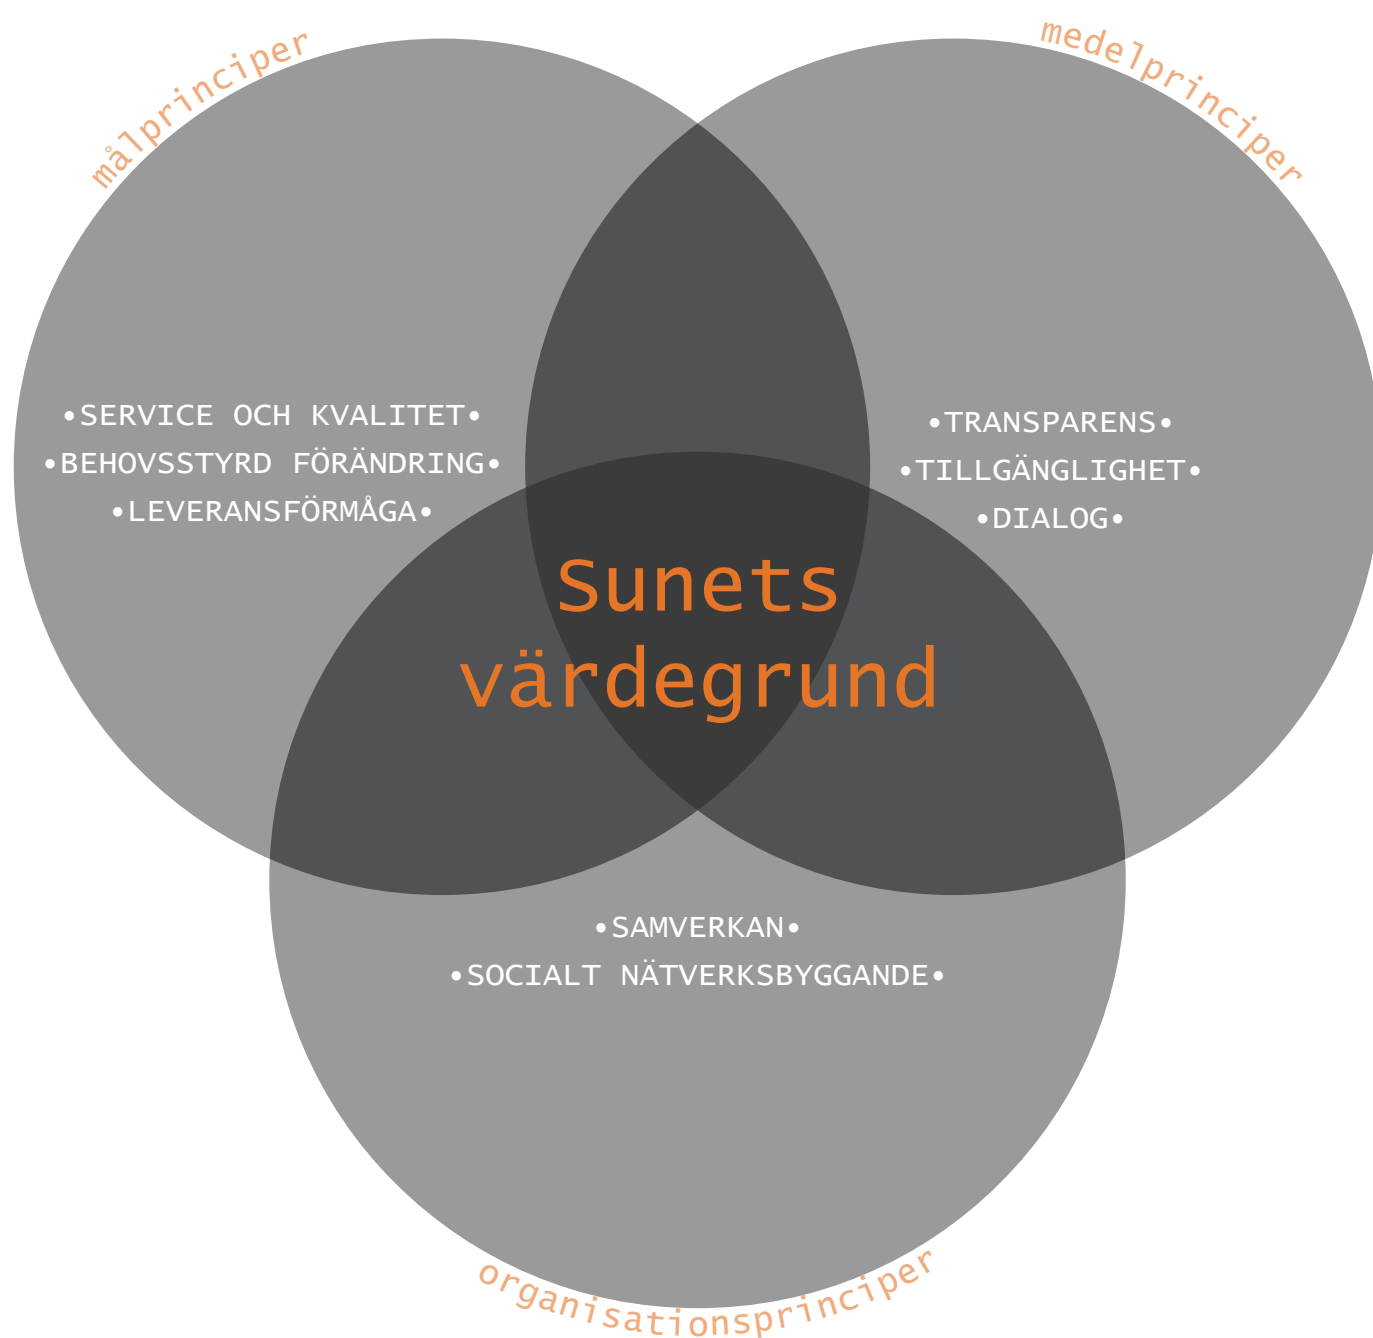 målprinciper
medelprinciper
•SERVICE OCH KVALITET•
•BEHOVSSTYRD FÖRÄNDRING•
•LEVERANSFÖRMÅGA•
•TRANSPARENS•
•TILLGÄNGLIGHET•
•DIALOG•
Sunets
värdegrund
•SAMVERKAN•
•SOCIALT NÄTVERKSBYGGANDE•
organisationsprinciper